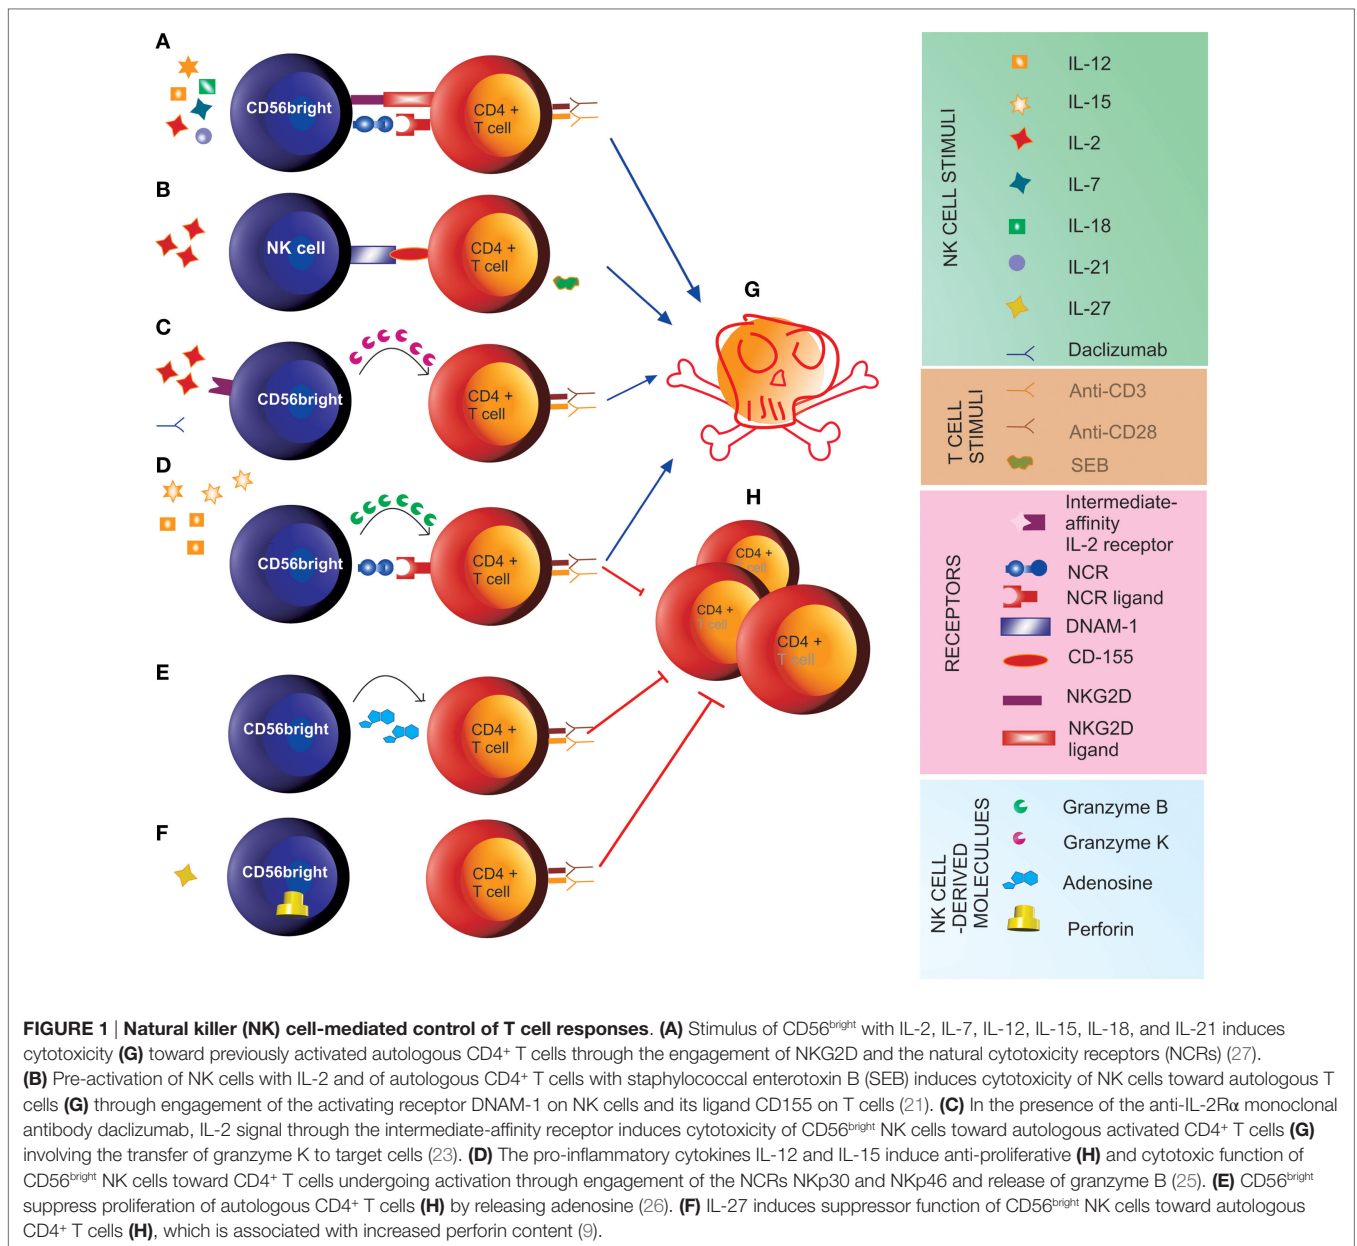 A
CD56bright
CD4 +
T cell
B
NK cell
CD4 +
T cell
C
CD56bright
CD4 +
T cell
D
CD56bright
CD4 +
T cell
E
CD56bright
CD4 +
T cell
F
CD56bright
CD4 +
T cell
G
H
CD4 +
cell
CD4 +
T cell
CD4 +
T cell
NK CELL STIMULI
IL-12
IL-15
IL-2
IL-7
IL-18
IL-21
IL-27
Daclizumab
T CELL
STIMULI
Anti-CD3
Anti-CD28
SEB
RECEPTORS
Intermediate-
affinity
IL-2 receptor
NCR
NCR ligand
DNAM-1
CD-155
NKG2D
NKG2D
ligand
NK CELL
-DERIVED
MOLECULUES
Granzyme B
Granzyme K
Adenosine
Perforin
FIGURE 1 | Natural killer (NK) cell-mediated control of T cell responses. (A) Stimulus of CD56bright with IL-2, IL-7, IL-12, IL-15, IL-18, and IL-21 induces
cytotoxicity (G) toward previously activated autologous CD4+ T cells through the engagement of NKG2D and the natural cytotoxicity receptors (NCRs) (27).
(B) Pre-activation of NK cells with IL-2 and of autologous CD4+ T cells with staphylococcal enterotoxin B (SEB) induces cytotoxicity of NK cells toward autologous T
cells (G) through engagement of the activating receptor DNAM-1 on NK cells and its ligand CD155 on T cells (21). (C) In the presence of the anti-IL-2Rα monoclonal
antibody daclizumab, IL-2 signal through the intermediate-affinity receptor induces cytotoxicity of CD56bright NK cells toward autologous activated CD4+ T cells (G)
involving the transfer of granzyme K to target cells (23). (D) The pro-inflammatory cytokines IL-12 and IL-15 induce anti-proliferative (H) and cytotoxic function of
CD56bright NK cells toward CD4+ T cells undergoing activation through engagement of the NCRs NKp30 and NKp46 and release of granzyme B (25). (E) CD56bright
suppress proliferation of autologous CD4+ T cells (H) by releasing adenosine (26). (F) IL-27 induces suppressor function of CD56bright NK cells toward autologous
CD4+ T cells (H), which is associated with increased perforin content (9).